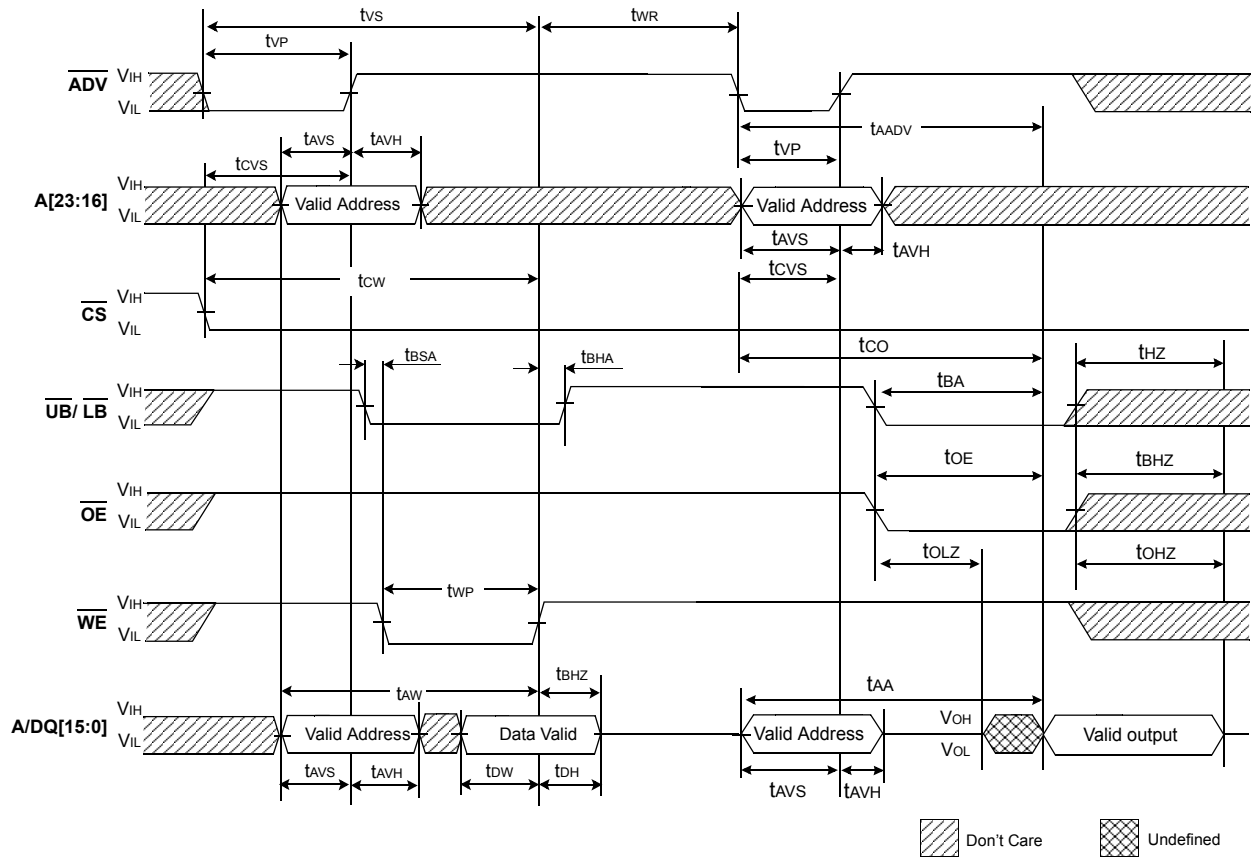 tVS
tWR
tVP
ADV
VIH
VIL
tAADV
tAVS
tAVH
tVP
tCVS
A[23:16]
VIH
VIL
Valid Address
Valid Address
tAVS
tAVH
tCW
tCVS
CS
VIH
VIL
tCO
tBSA
tBHA
tHZ
tBA
UB/ LB
VIH
VIL
tOE
tBHZ
OE
VIH
VIL
tOLZ
tOHZ
tWP
WE
VIH
VIL
tBHZ
tAW
tAA
A/DQ[15:0]
VIH
VIL
Valid Address
Data Valid
Valid Address
VOH
VOL
Valid output
tAVS
tAVH
tDW
tDH
tAVS
tAVH
Don't Care
Undefined